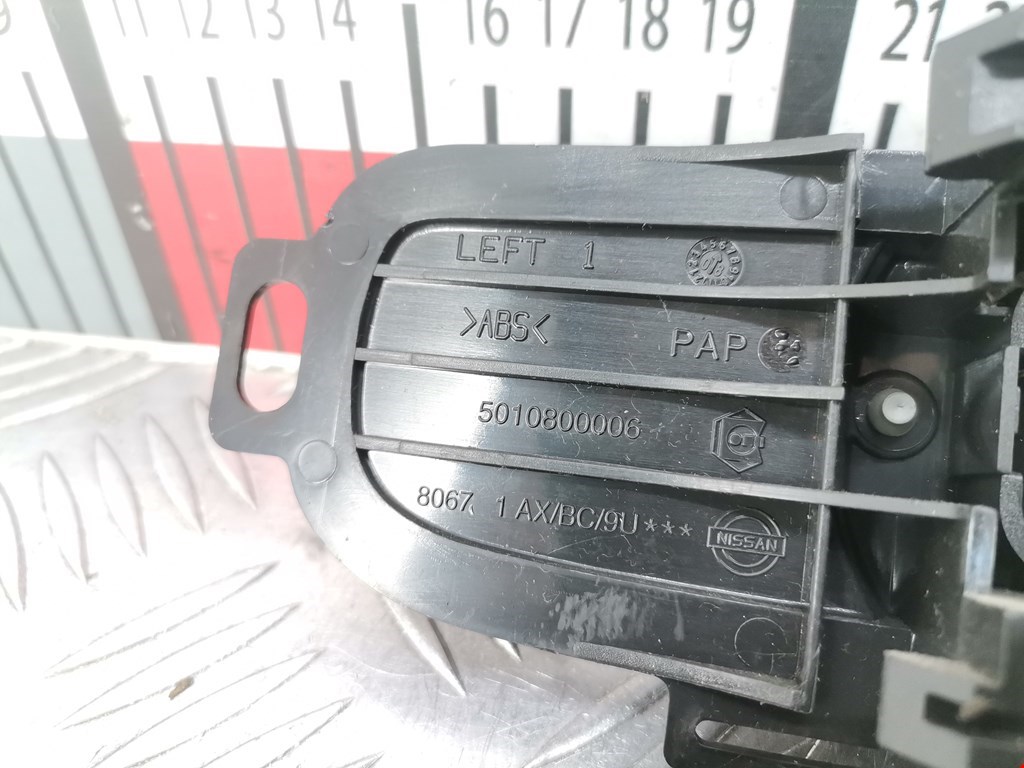 11 12 13 14 16 17 18 19 21
LEFT 1
>ABS<
PAP
5010800006
8067 1 AX/BC/9U***
NISSAN